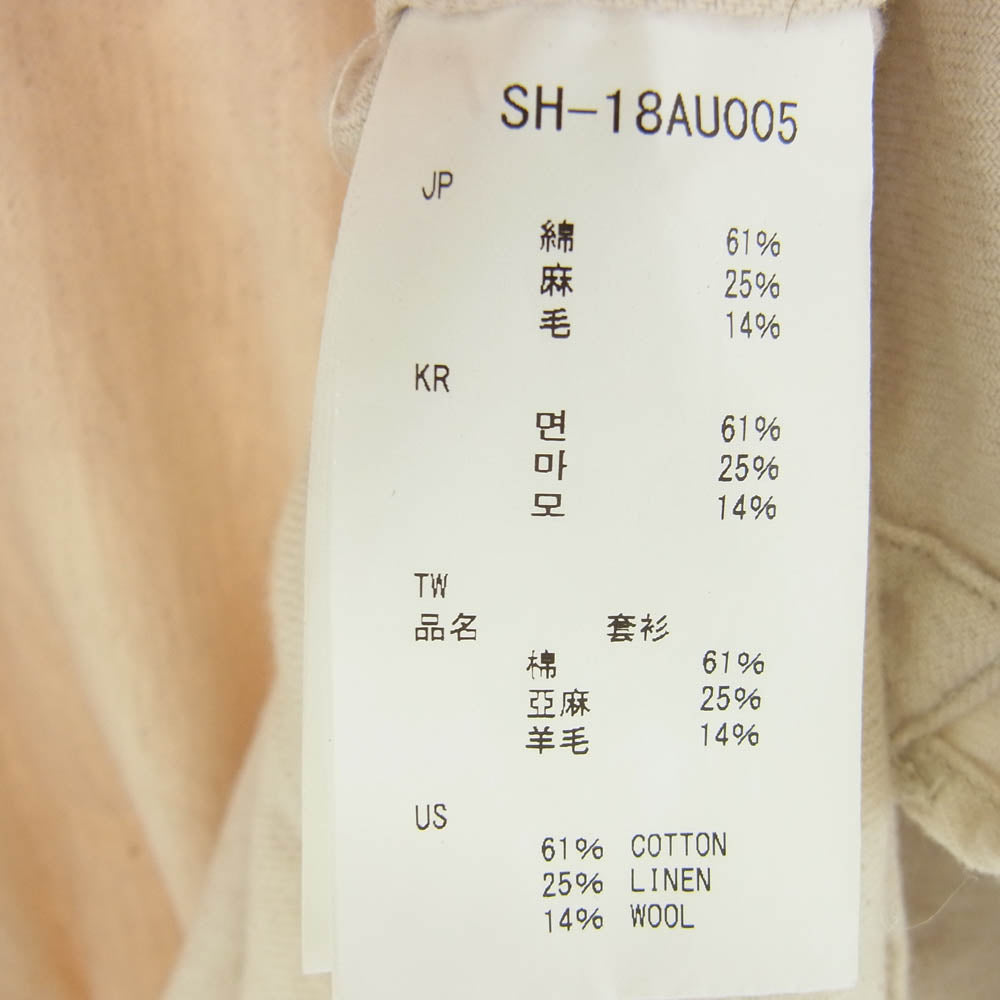 SH-18AU005
JP
綿 61%
麻 25%
毛 14%
KR
면 61%
마 25%
모 14%
TW
品名 套衫
棉 61%
亞麻 25%
羊毛 14%
US
61% COTTON
25% LINEN
14% WOOL